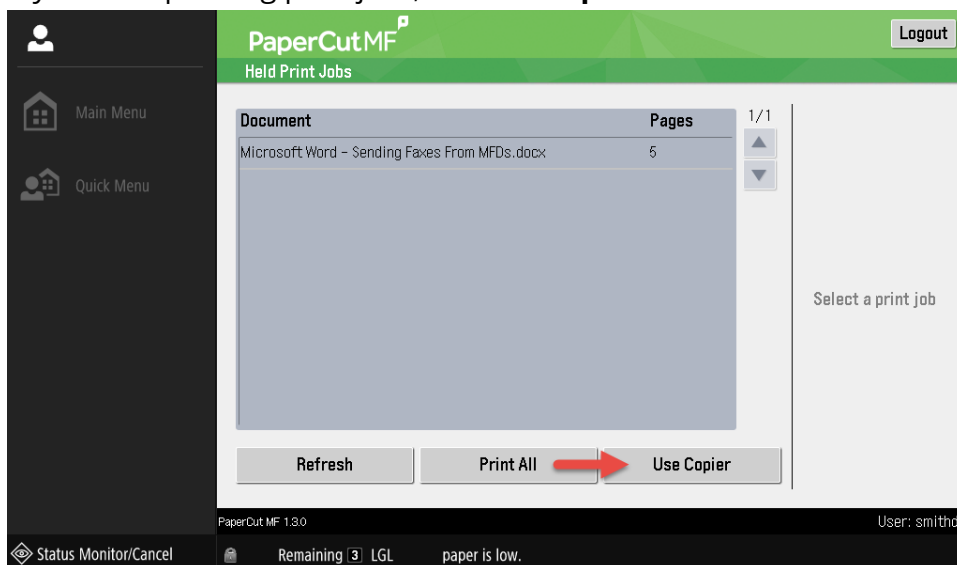 PaperCut MF
Logout
Held Print Jobs
Main Menu
Quick Menu
Document Pages 1/1
Microsoft Word - Sending Faxes From MFDs.docx 5
Select a print job
Refresh Print All Use Copier
PaperCut MF 1.3.0 User: smithd
Status Monitor/Cancel Remaining 3 LGL paper is low.